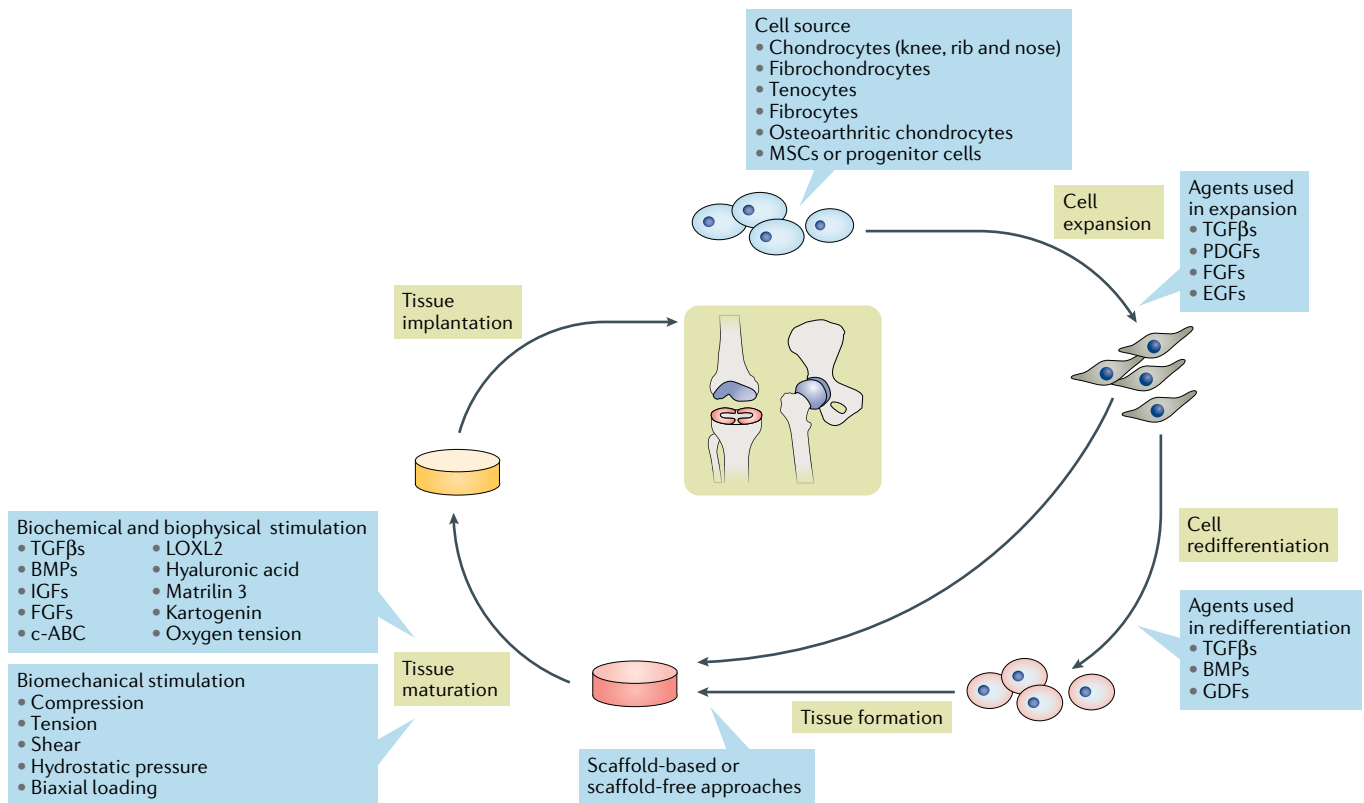 Cell source
• Chondrocytes (knee, rib and nose)
• Fibrochondrocytes
• Tenocytes
• Fibrocytes
• Osteoarthritic chondrocytes
• MSCs or progenitor cells
Cell
expansion
Agents used
in expansion
• TGFβs
• PDGFs
• FGFs
• EGFs
Tissue
implantation
Cell
redifferentiation
Agents used
in redifferentiation
• TGFβs
• BMPs
• GDFs
Biochemical and biophysical stimulation
• TGFβs
• BMPs
• IGFs
• FGFs
• c-ABC
• LOXL2
• Hyaluronic acid
• Matrilin 3
• Kartogenin
• Oxygen tension
Tissue
maturation
Tissue formation
Biomechanical stimulation
• Compression
• Tension
• Shear
• Hydrostatic pressure
• Biaxial loading
Scaffold-based or
scaffold-free approaches